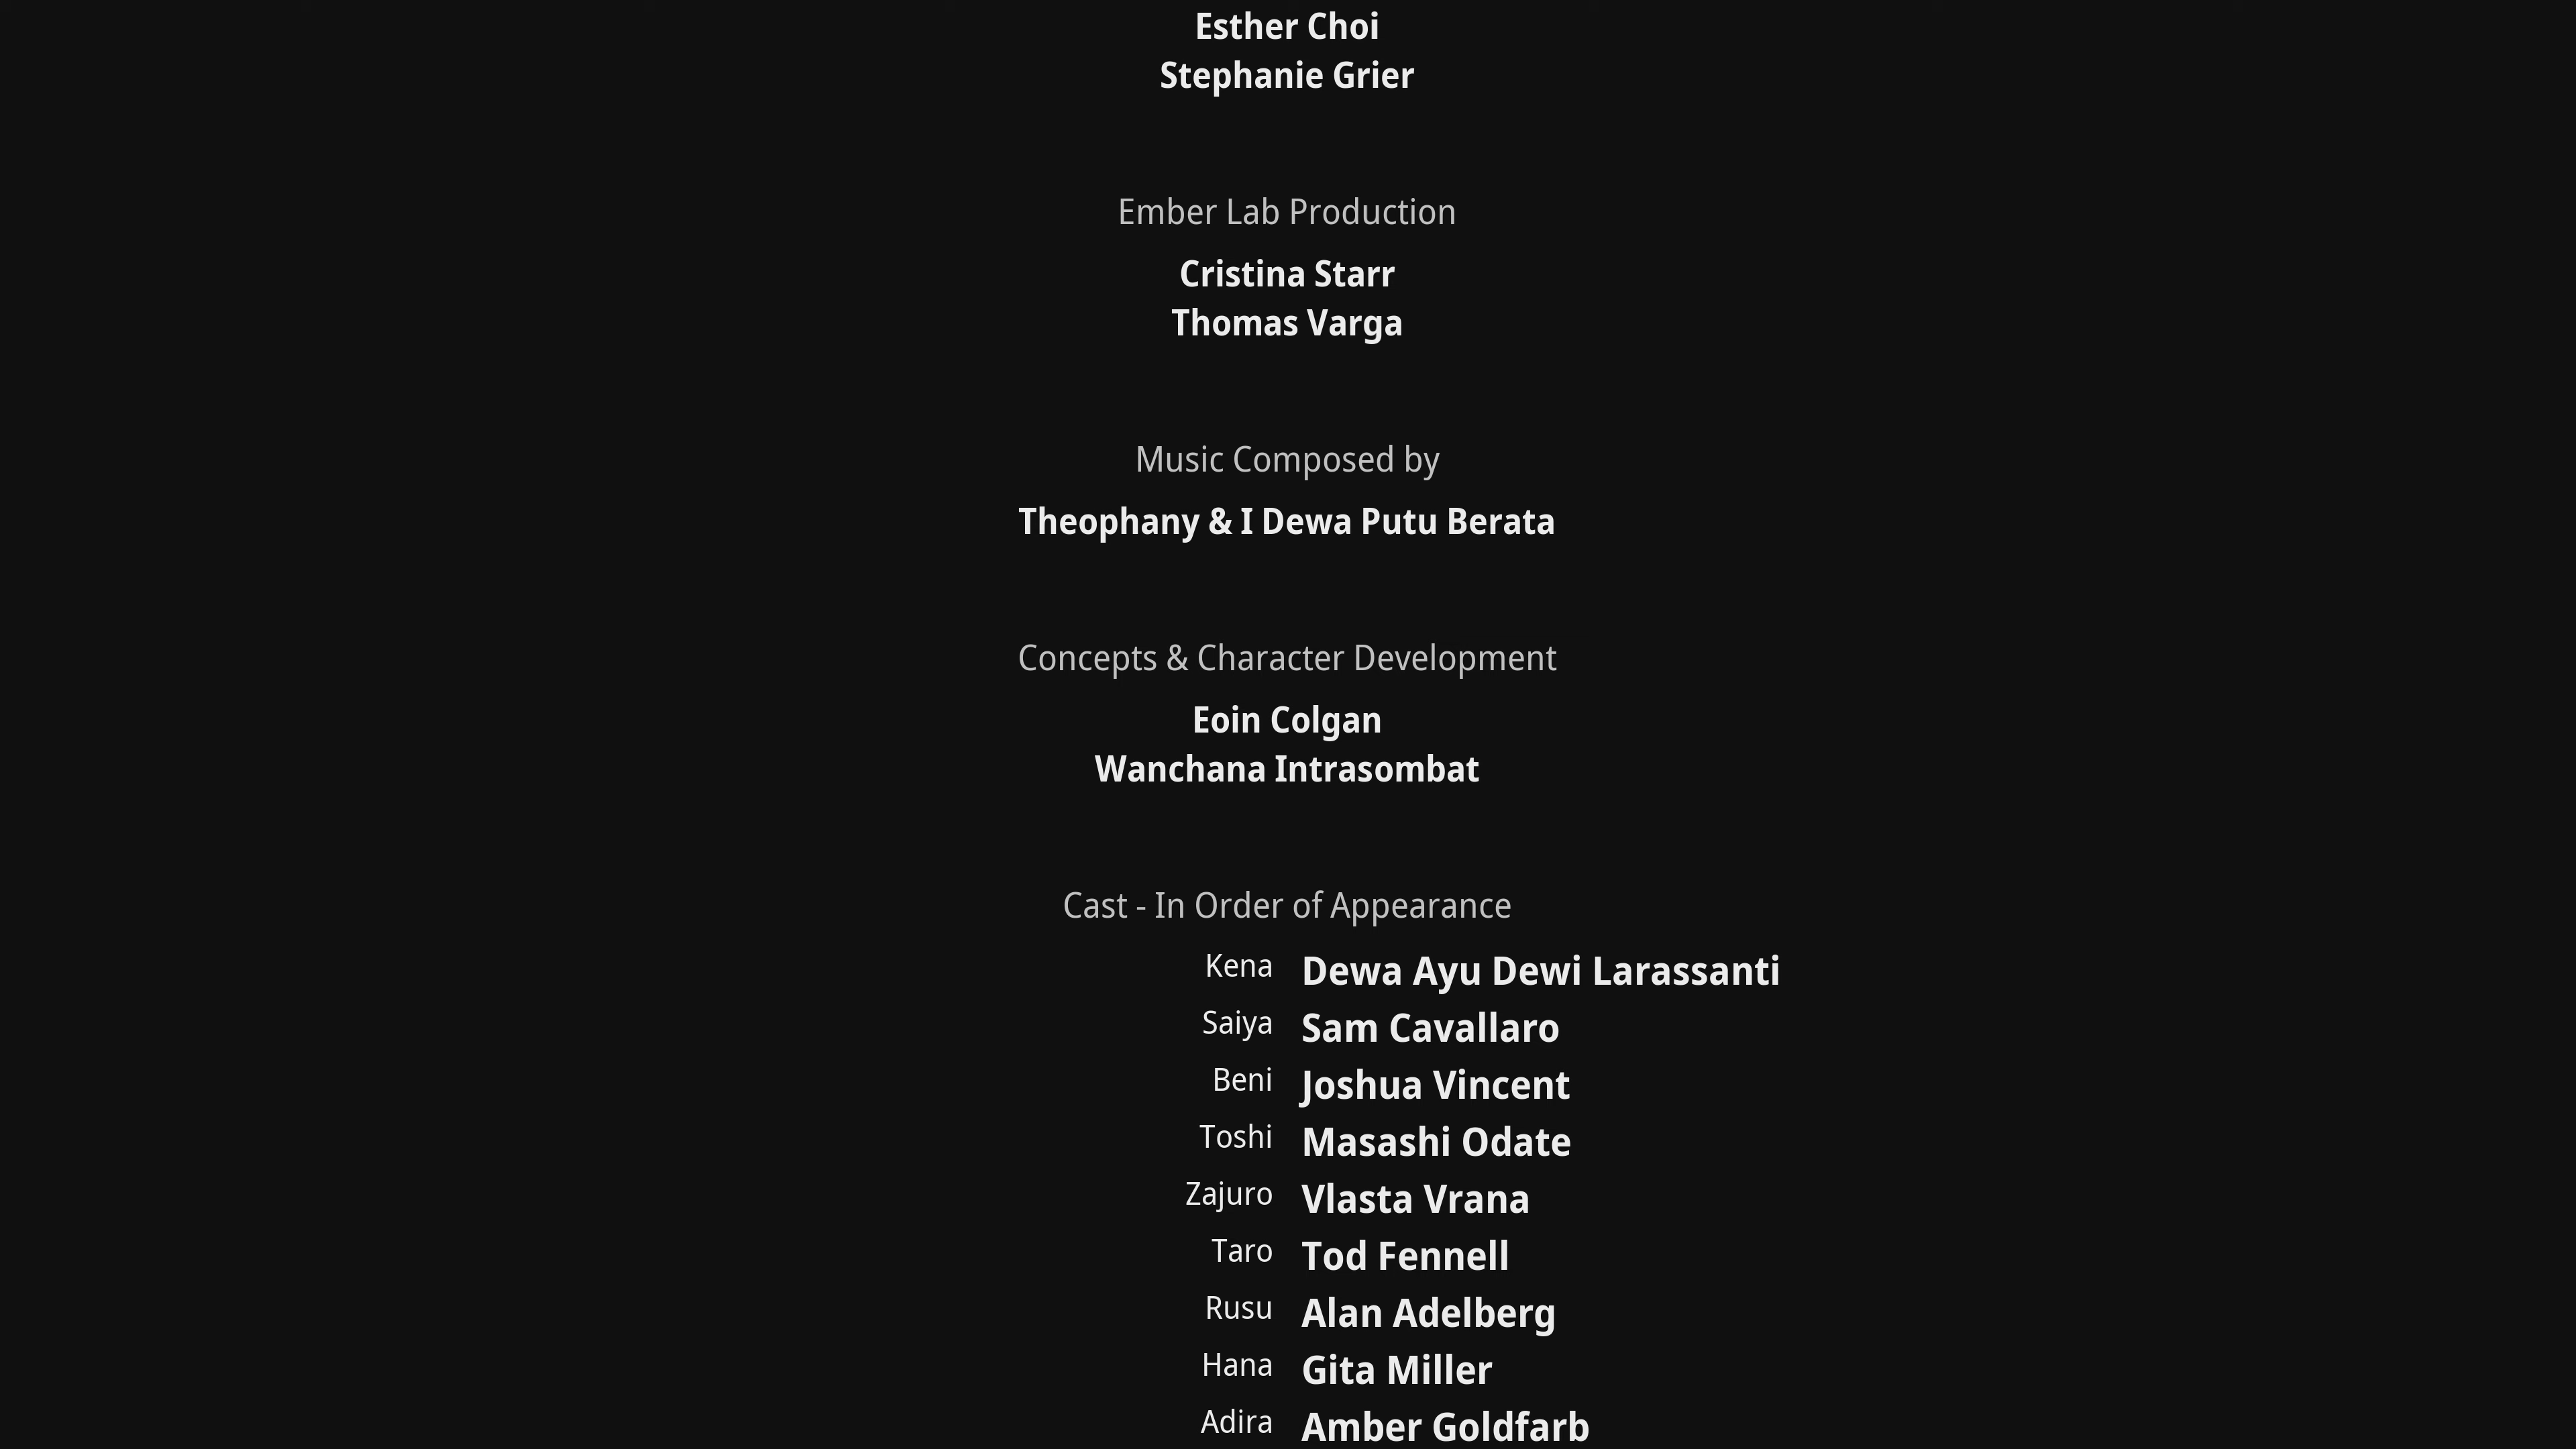 Esther Choi
Stephanie Grier
Ember Lab Production
Cristina Starr
Thomas Varga
Music Composed by
Theophany & I Dewa Putu Berata
Concepts & Character Development
Eoin Colgan
Wanchana Intrasombat
Cast - In Order of Appearance
Kena Dewa Ayu Dewi Larassanti
Saiya Sam Cavallaro
Beni Joshua Vincent
Toshi Masashi Odate
Zajuro Vlasta Vrana
Taro Tod Fennell
Rusu Alan Adelberg
Hana Gita Miller
Adira Amber Goldfarb